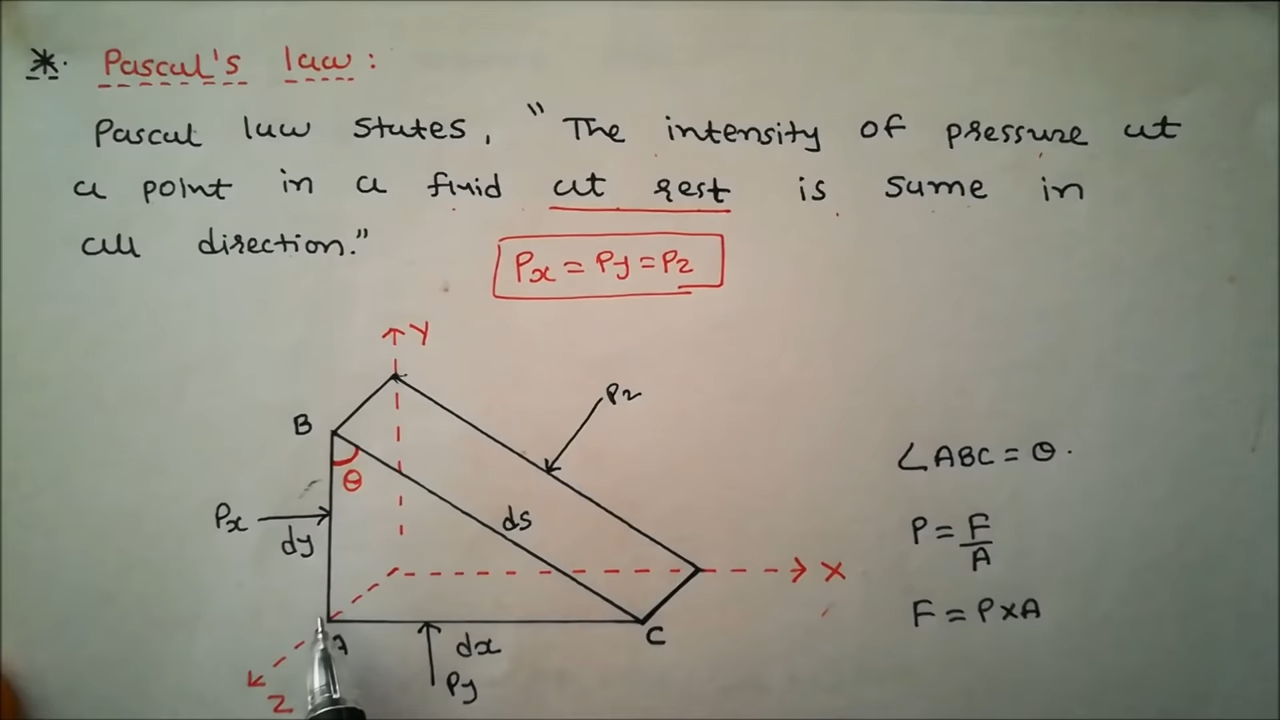 *. Pascal's law:
Pascal law states, "The intensity of pressure at
a point in a fluid at rest is same in
all direction."
Px = Py = Pz
Y
Pz
B
θ
∠ABC = θ.
Px
dy
ds
P = F/A
X
F = P×A
A
dx
C
Z
Py